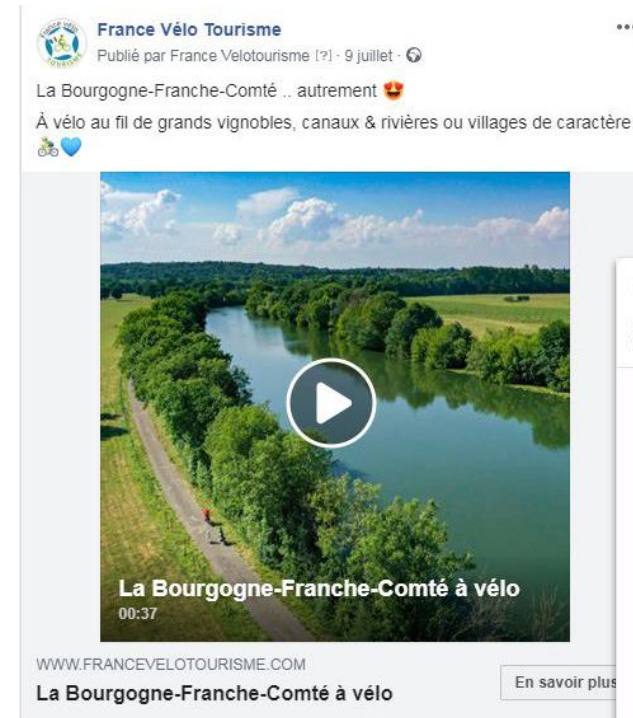 France Vélo Tourisme
Publié par France Velotourisme [?] · 9 juillet ·
La Bourgogne-Franche-Comté .. autrement 🤩
À vélo au fil de grands vignobles, canaux & rivières ou villages de caractère
🚴💙
La Bourgogne-Franche-Comté à vélo
00:37
WWW.FRANCEVELOTOURISME.COM
La Bourgogne-Franche-Comté à vélo
En savoir plus